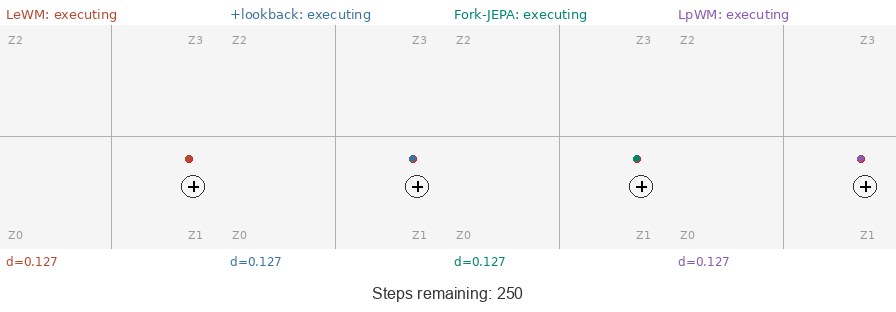 LeWM: executing +lookback: executing Fork-JEPA: executing LpWM: executing
Z2 Z3 Z2 Z3 Z2 Z3 Z2 Z3
Z0 Z1 Z0 Z1 Z0 Z1 Z0 Z1
d=0.127 d=0.127 d=0.127 d=0.127
Steps remaining: 250